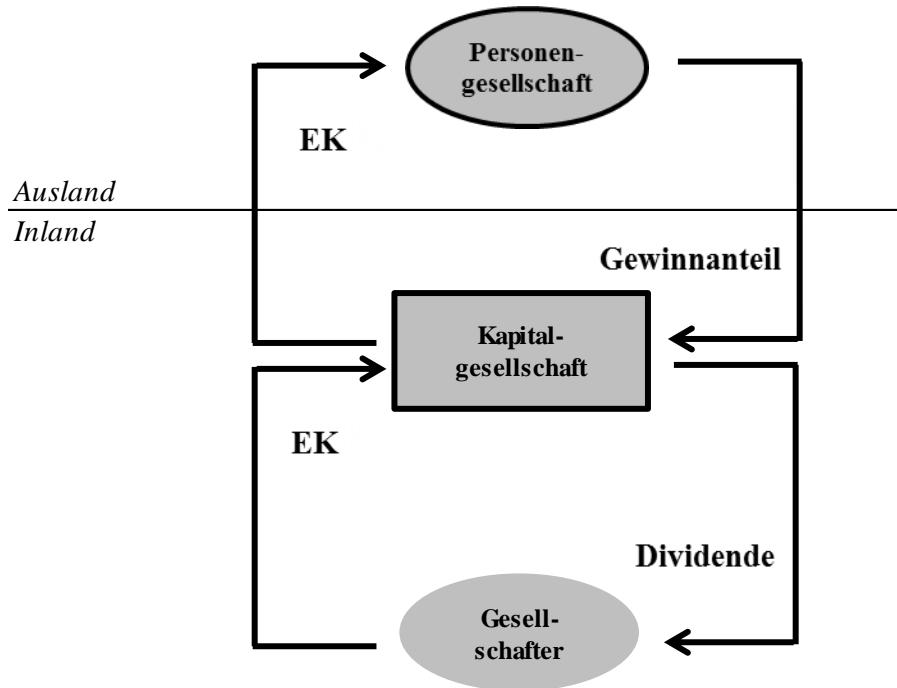 Personen-
gesellschaft
EK
Ausland
Inland
Gewinnanteil
Kapital-
gesellschaft
EK
Dividende
Gesell-
schafter